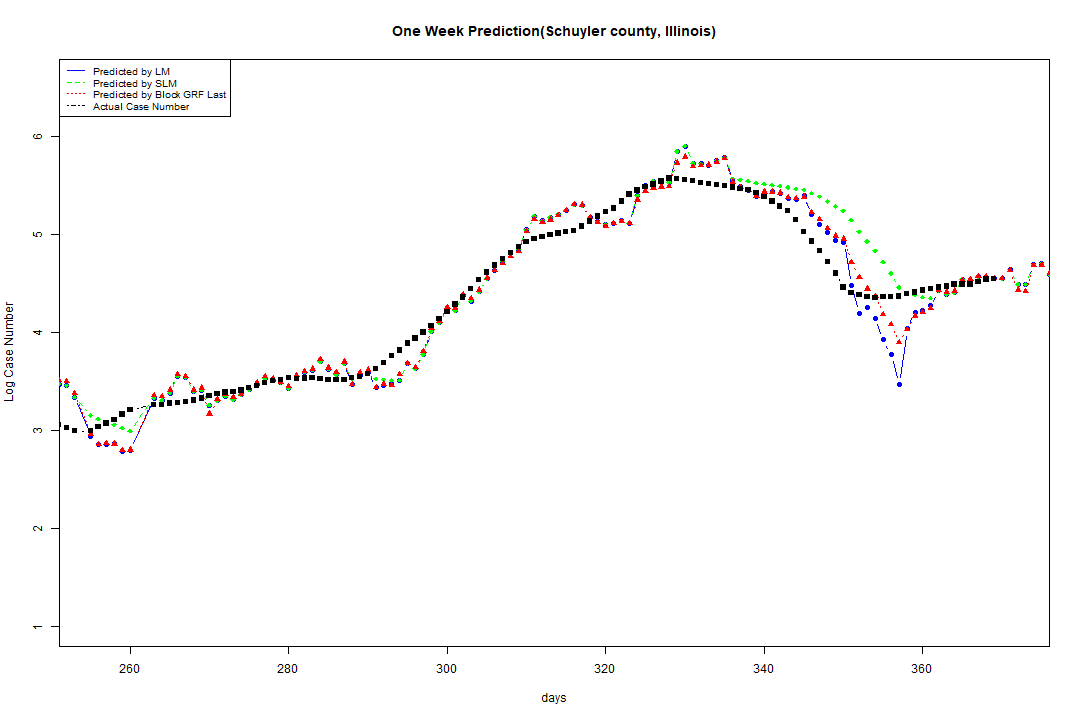 One Week Prediction(Schuyler county, Illinois)
Predicted by LM
Predicted by SLM
Predicted by Block GRF Last
Actual Case Number
6
5
4
3
2
1
Log Case Number
260 280 300 320 340 360
days